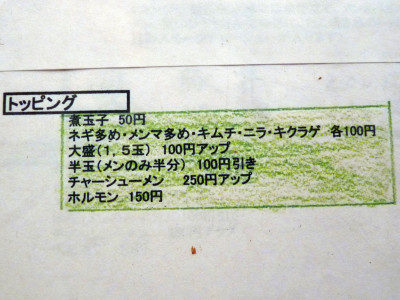 トッピング
煮玉子 50円
ネギ多め・メンマ多め・キムチ・ニラ・キクラゲ 各100円
大盛(1.5玉) 100円アップ
半玉(メンのみ半分) 100円引き
チャーシューメン 250円アップ
ホルモン 150円